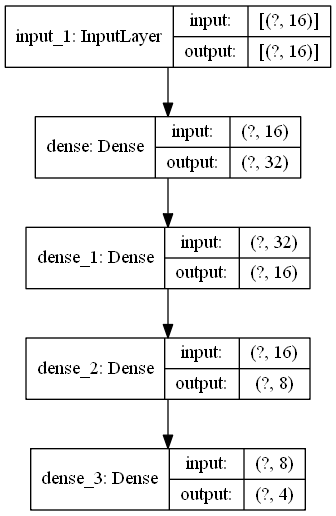 input_1: InputLayer
input: [(?, 16)]
output: [(?, 16)]
dense: Dense
input: (?, 16)
output: (?, 32)
dense_1: Dense
input: (?, 32)
output: (?, 16)
dense_2: Dense
input: (?, 16)
output: (?, 8)
dense_3: Dense
input: (?, 8)
output: (?, 4)